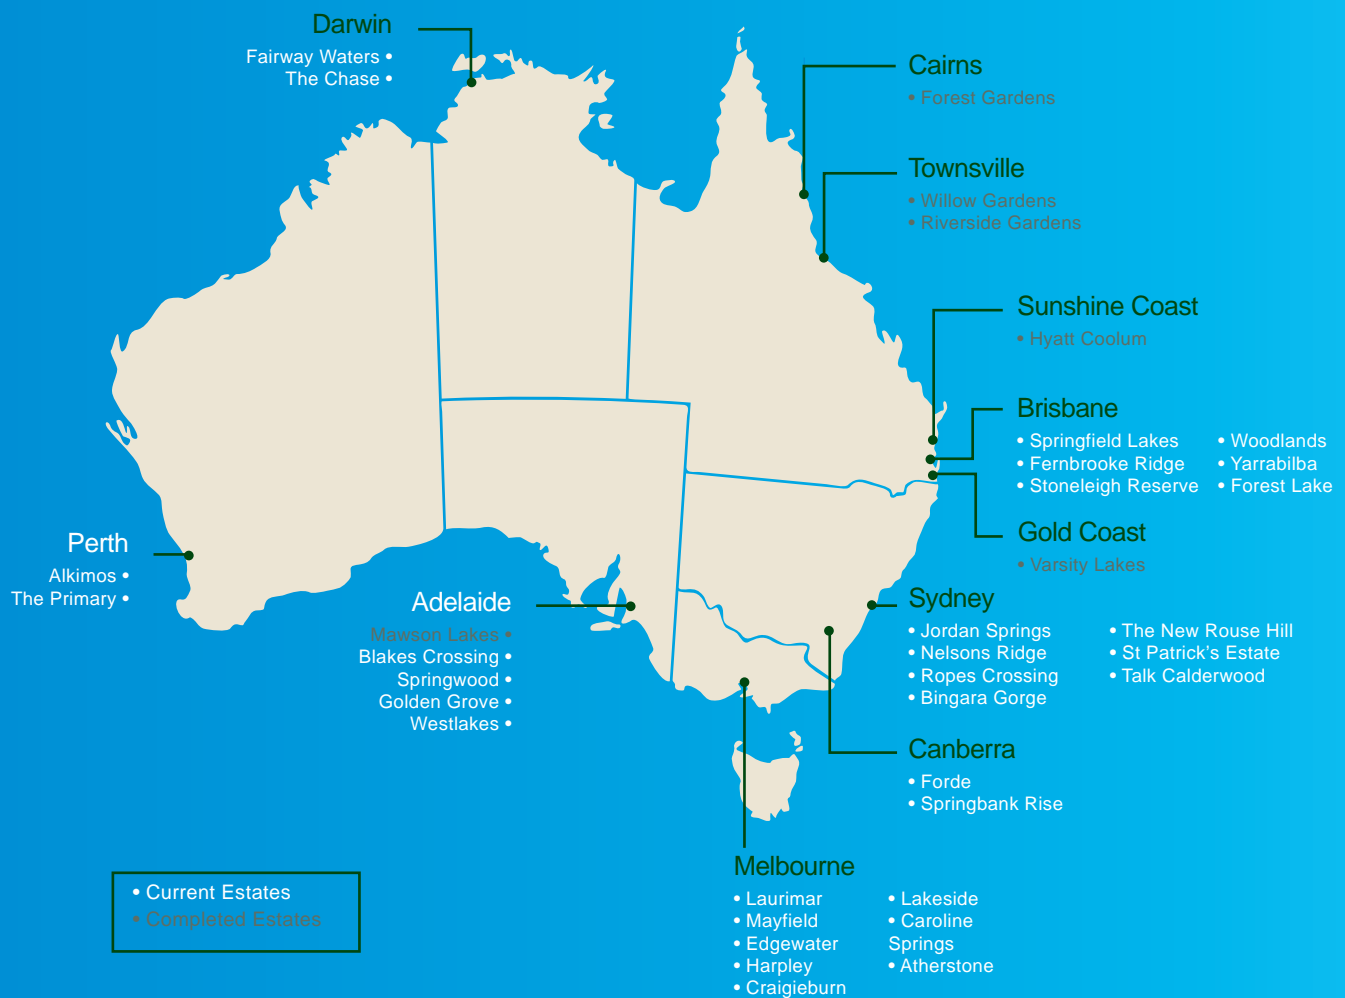 Darwin
Fairway Waters •
The Chase •
Cairns
• Forest Gardens
Townsville
• Willow Gardens
• Riverside Gardens
Sunshine Coast
• Hyatt Coolum
Brisbane
• Springfield Lakes
• Fernbrooke Ridge
• Stoneleigh Reserve
• Woodlands
• Yarrabilba
• Forest Lake
Gold Coast
• Varsity Lakes
Perth
Alkimos •
The Primary •
Adelaide
Mawson Lakes •
Blakes Crossing •
Springwood •
Golden Grove •
Westlakes •
Sydney
• Jordan Springs
• Nelsons Ridge
• Ropes Crossing
• Bingara Gorge
• The New Rouse Hill
• St Patrick's Estate
• Talk Calderwood
Canberra
• Forde
• Springbank Rise
Melbourne
• Laurimar
• Mayfield
• Edgewater
• Harpley
• Craigieburn
• Lakeside
• Caroline
Springs
• Atherstone
• Current Estates
• Completed Estates